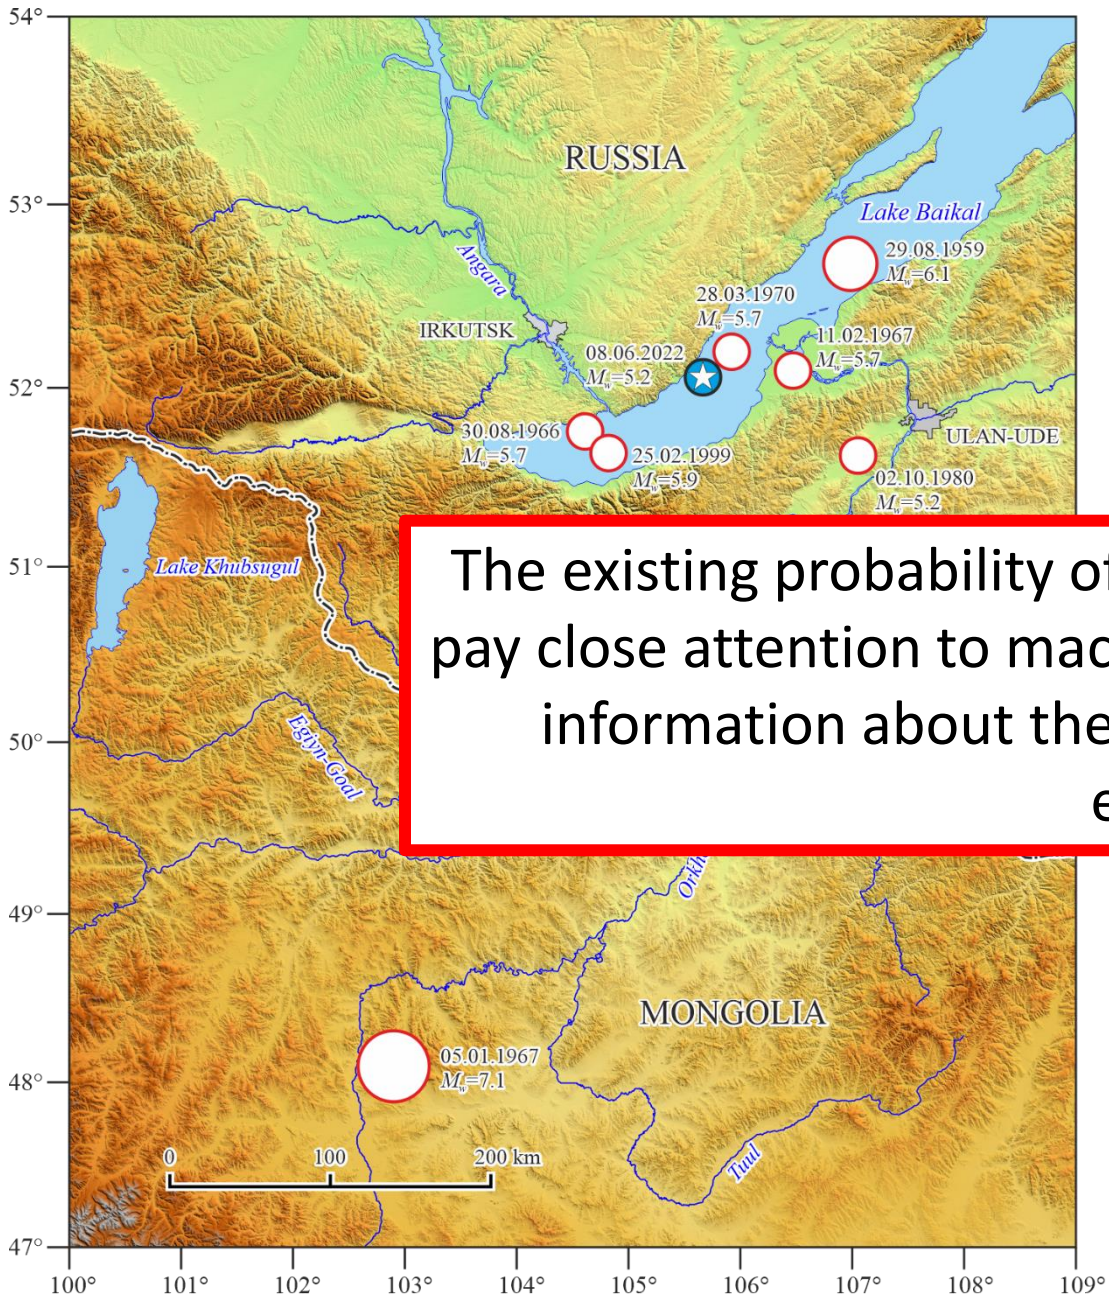 54°
53°
52°
51°
50°
49°
48°
47°
RUSSIA
Lake Baikal
Angara
29.08.1959
Mw=6.1
28.03.1970
Mw=5.7
IRKUTSK
11.02.1967
Mw=5.7
08.06.2022
Mw=5.2
30.08.1966
Mw=5.7
25.02.1999
Mw=5.9
ULAN-UDE
02.10.1980
Mw=5.2
Lake Khubsugul
The existing probability of
pay close attention to mac
information about the
Egiyn-Goal
MONGOLIA
05.01.1967
Mw=7.1
Tuul
0 100 200 km
100° 101° 102° 103° 104° 105° 106° 107° 108° 109°